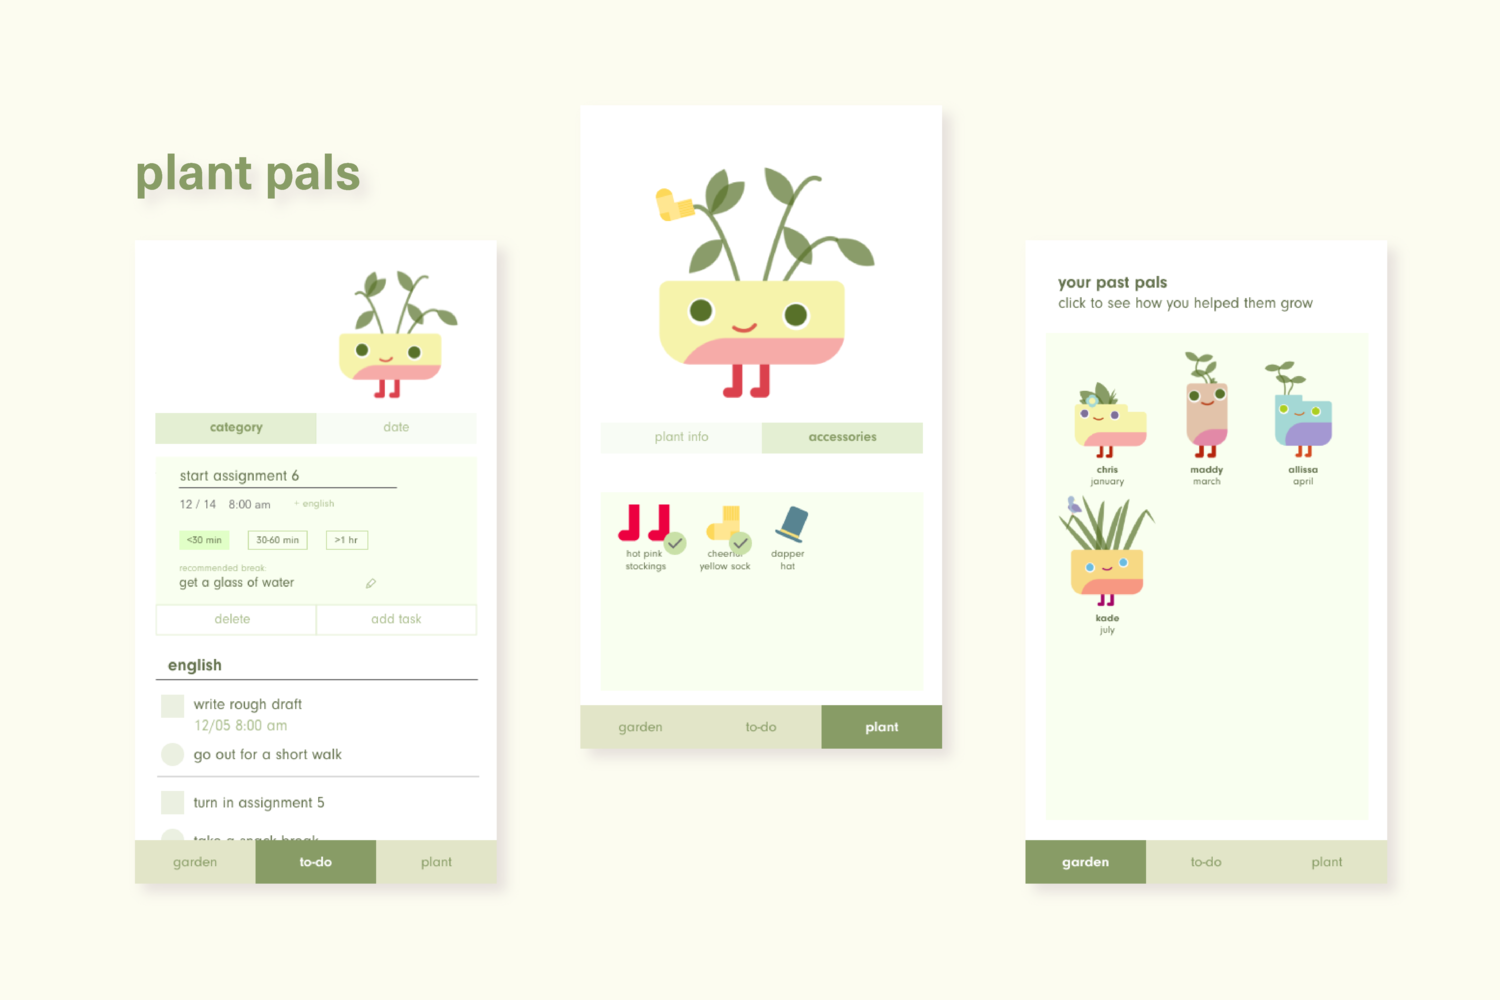 plant pals
category
date
start assignment 6
12 / 14 8:00 am + english
<30 min
30-60 min
>1 hr
recommended break:
get a glass of water
delete
add task
english
write rough draft
12/05 8:00 am
go out for a short walk
turn in assignment 5
take a snack break
garden
to-do
plant
plant info
accessories
hot pink
stockings
cheerful
yellow sock
dapper
hat
garden
to-do
plant
your past pals
click to see how you helped them grow
chris
january
maddy
march
allissa
april
kade
july
garden
to-do
plant